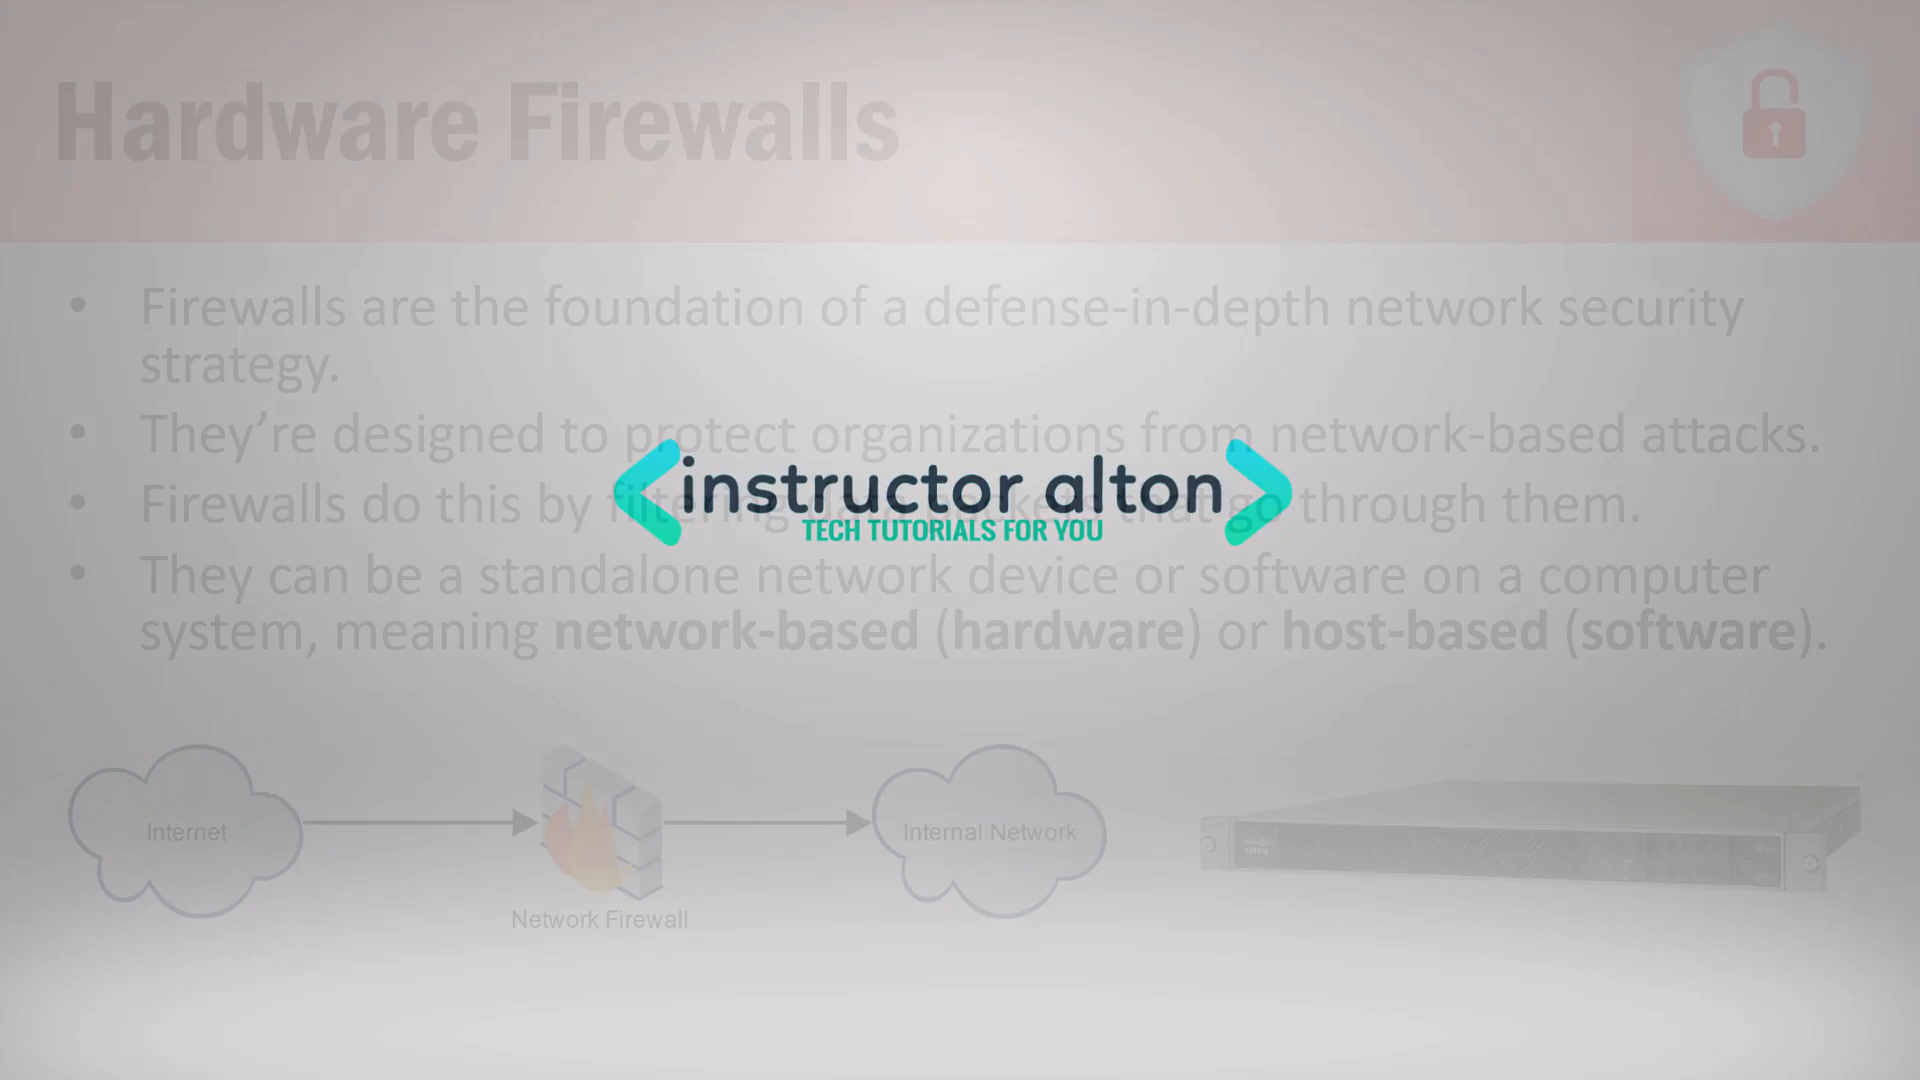 Hardware Firewalls
• Firewalls are the foundation of a defense-in-depth network security
strategy.
• They’re designed to protect organizations from network-based attacks.
<instructor alton>
TECH TUTORIALS FOR YOU
• Firewalls do this by filtering through them.
• They can be a standalone network device or software on a computer
system, meaning network-based (hardware) or host-based (software).
Internet
Internal Network
Network Firewall